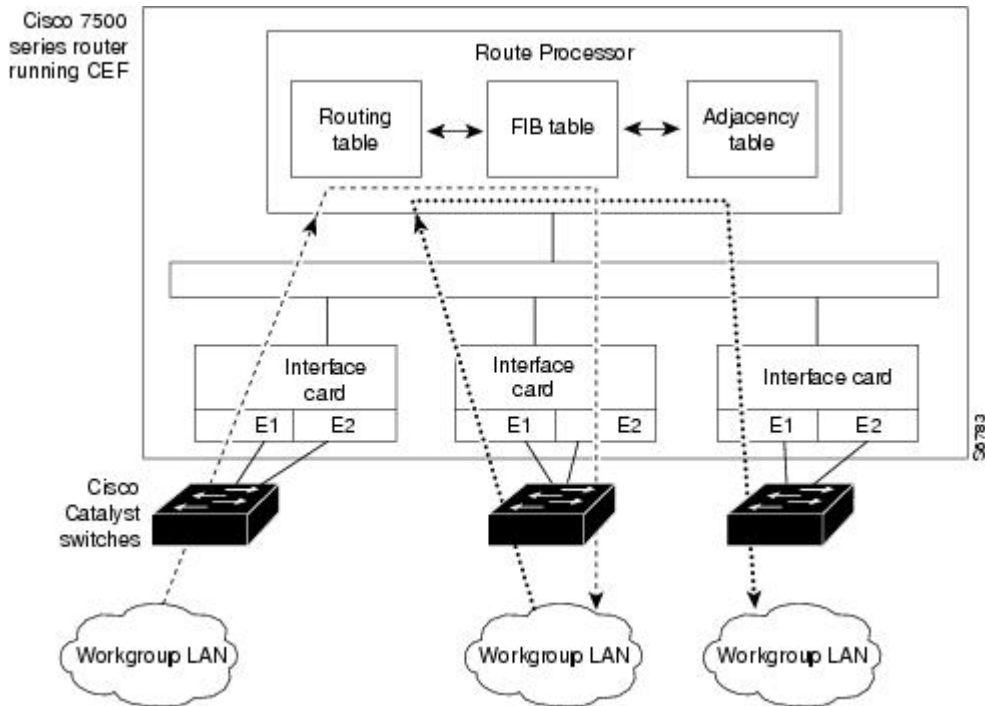 Cisco 7500
series router
running CEF
Route Processor
Routing
table
FIB table
Adjacency
table
Interface
card
E1
E2
Interface
card
E1
E2
Interface card
E1
E2
S6783
Cisco
Catalyst
switches
Workgroup LAN
Workgroup LAN
Workgroup LAN